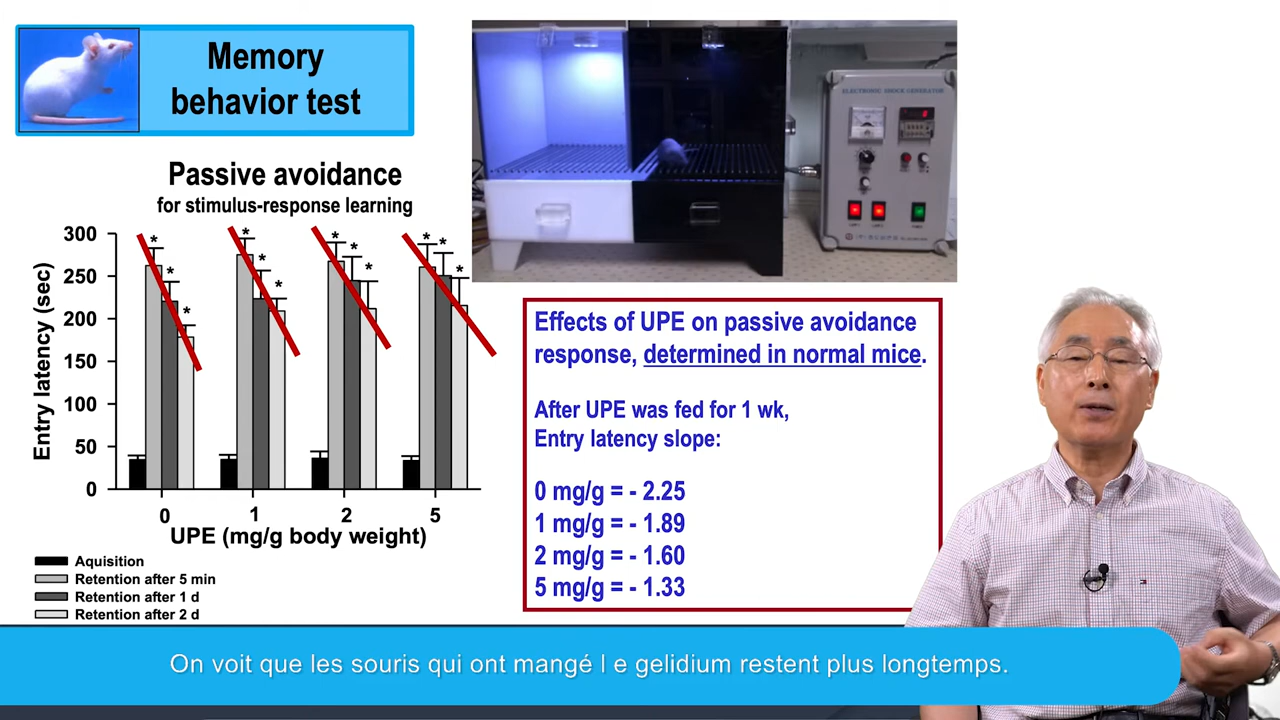 Memory
behavior test
ELECTRONIC SHOCK GENERATOR
Passive avoidance
for stimulus-response learning
300
250
200
150
100
50
0
Entry latency (sec)
* * *
* * *
* * *
* * *
0 1 2 5
UPE (mg/g body weight)
Aquisition
Retention after 5 min
Retention after 1 d
Retention after 2 d
Effects of UPE on passive avoidance
response, determined in normal mice.
After UPE was fed for 1 wk,
Entry latency slope:
0 mg/g = - 2.25
1 mg/g = - 1.89
2 mg/g = - 1.60
5 mg/g = - 1.33
On voit que les souris qui ont mangé l e gelidium restent plus longtemps.